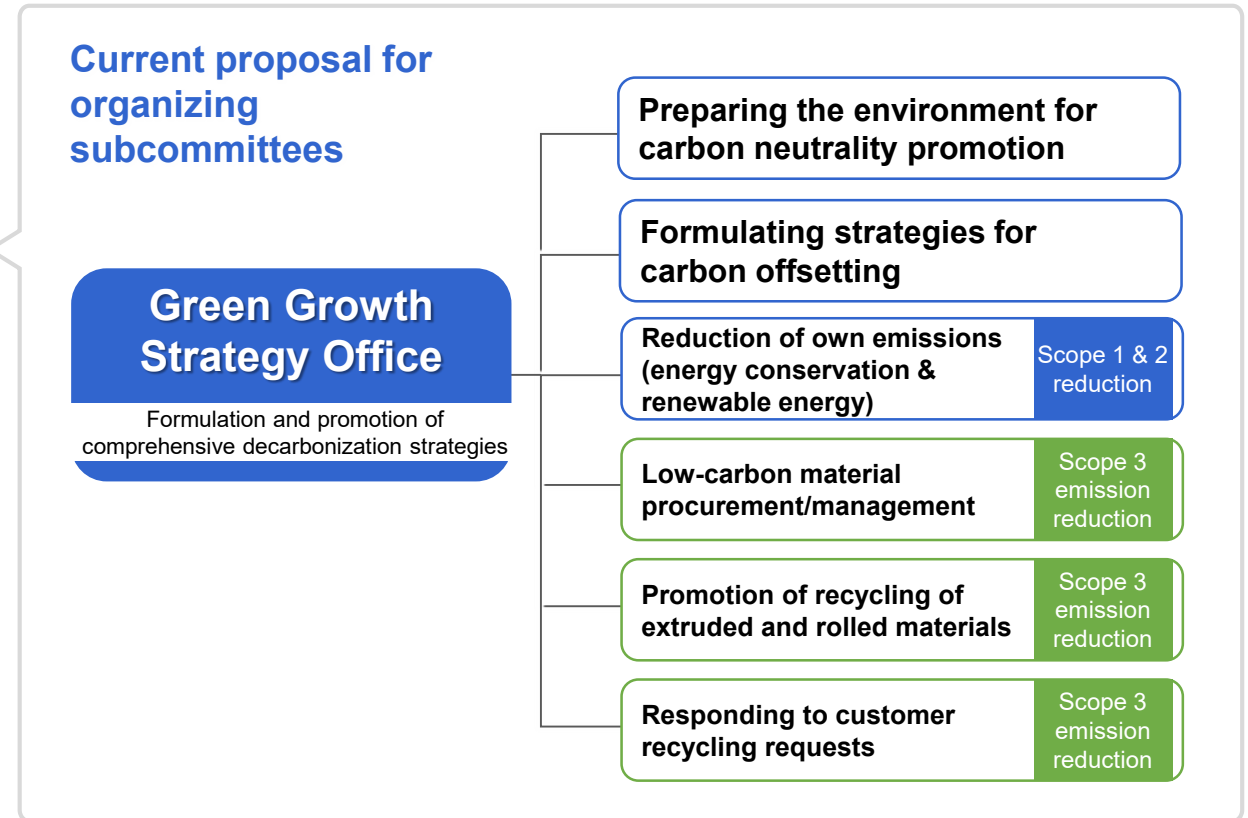 Current proposal for
organizing
subcommittees
Green Growth
Strategy Office
Formulation and promotion of
comprehensive decarbonization strategies
Preparing the environment for
carbon neutrality promotion
Formulating strategies for
carbon offsetting
Reduction of own emissions
(energy conservation &
renewable energy)
Scope 1 & 2
reduction
Low-carbon material
procurement/management
Scope 3
emission
reduction
Promotion of recycling of
extruded and rolled materials
Scope 3
emission
reduction
Responding to customer
recycling requests
Scope 3
emission
reduction